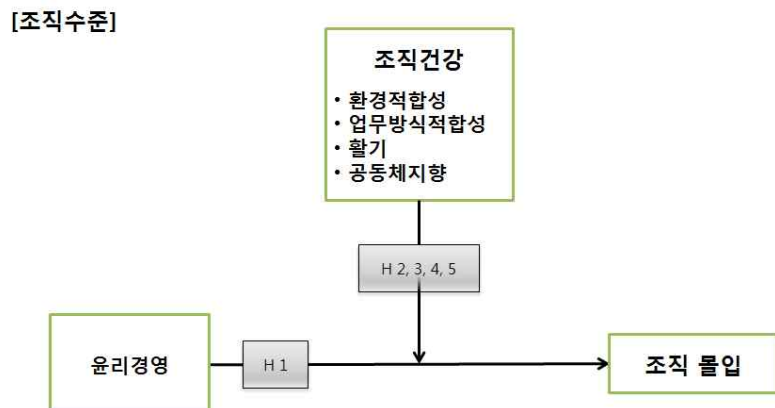 [조직수준]
조직건강
• 환경적합성
• 업무방식적합성
• 활기
• 공동체지향
H 2, 3, 4, 5
윤리경영
H 1
조직 몰입